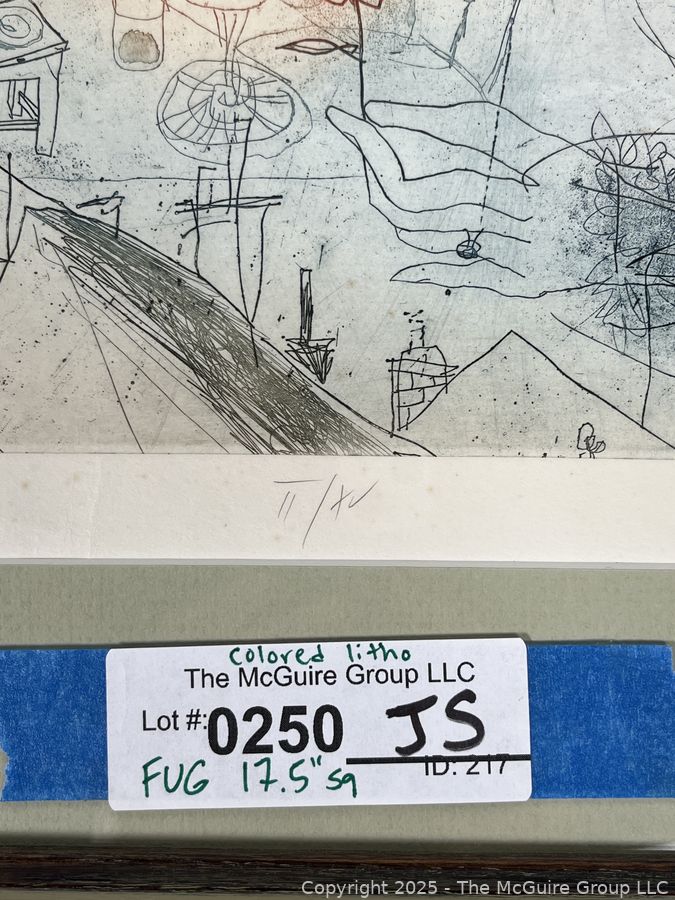 II/XV
colored litho
The McGuire Group LLC
Lot #:0250 JS
ID: 217
FUG 17.5" sq
Copyright 2025 - The McGuire Group LLC